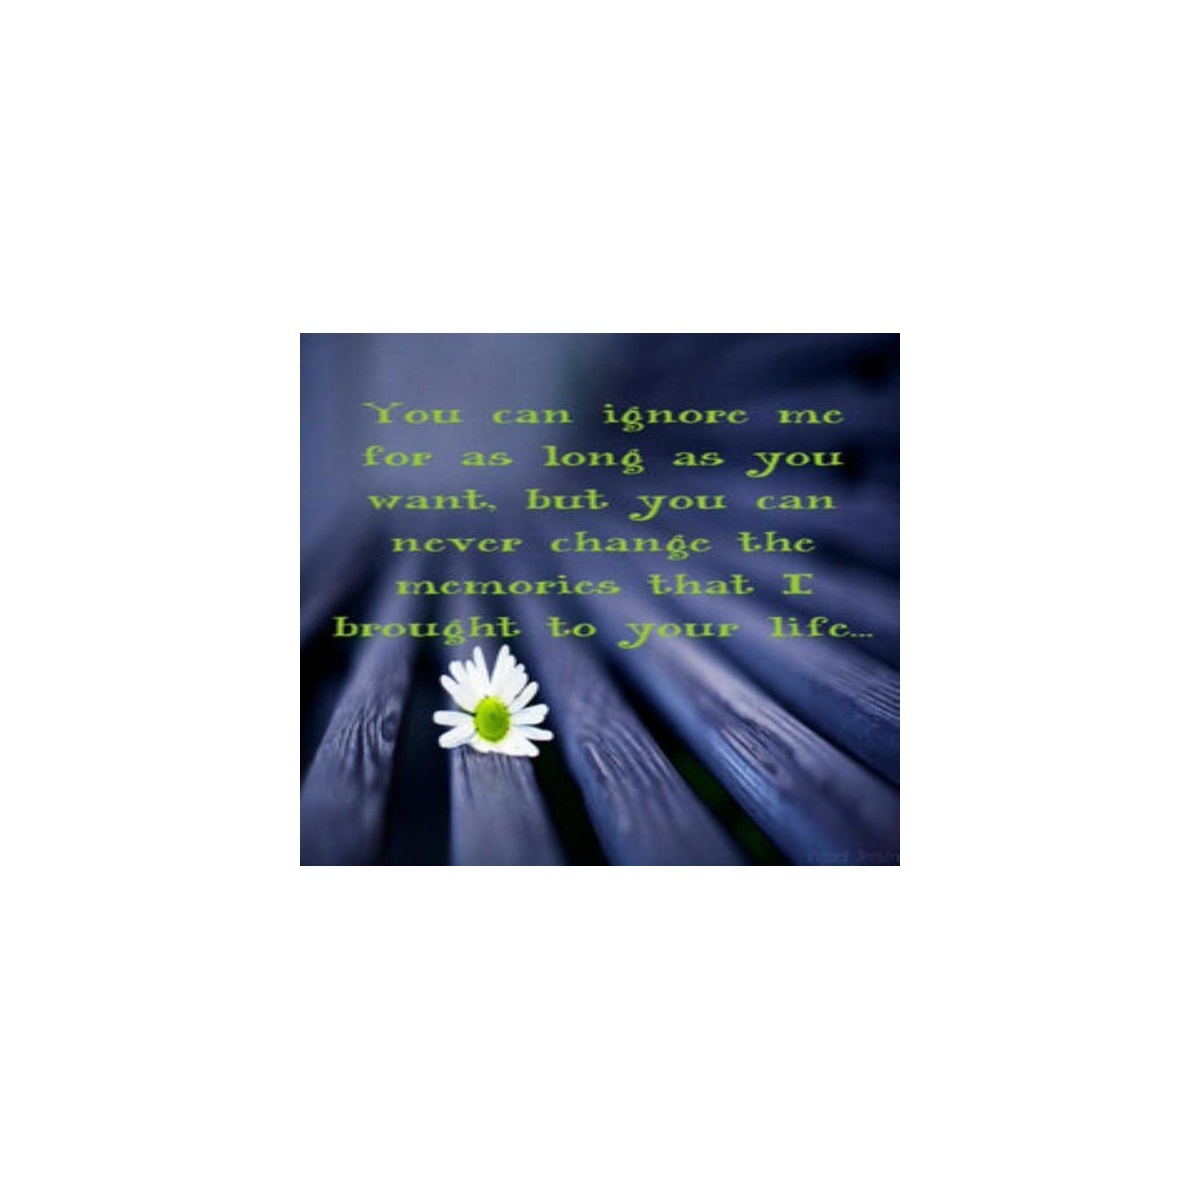 You can ignore me
for as long as you
want, but you can
never change the
memories that I
brought to your life...